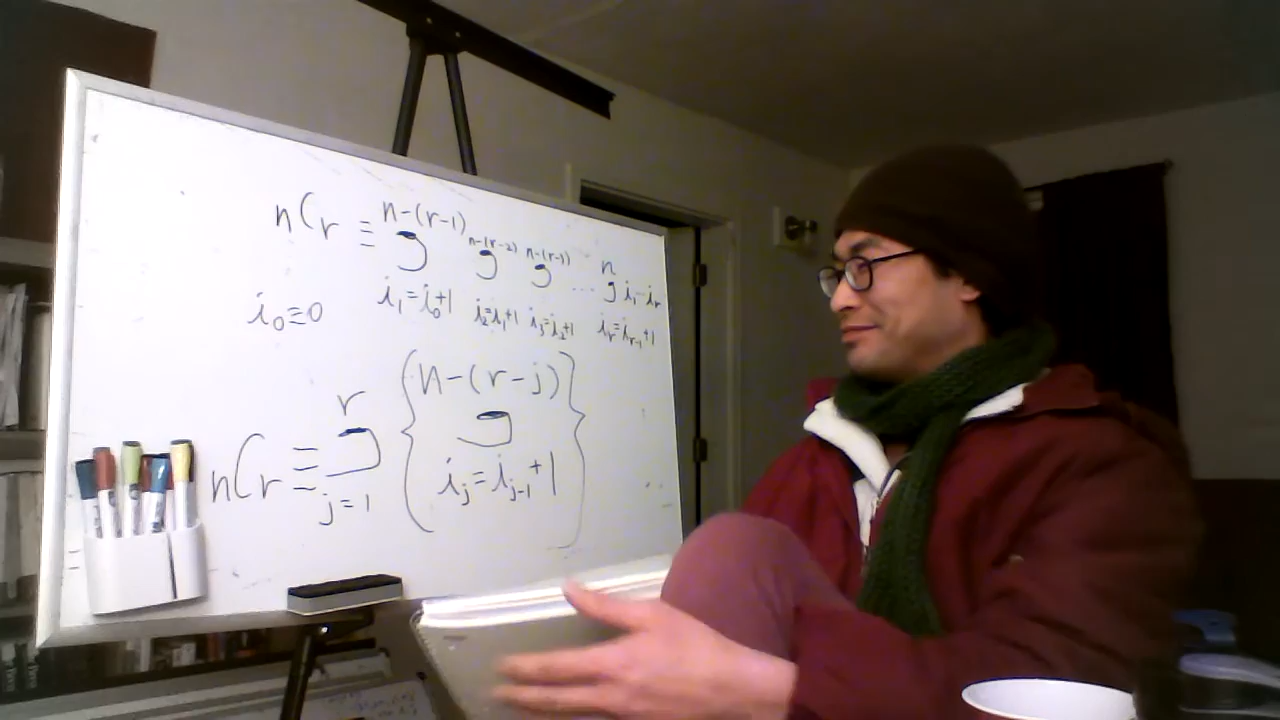 nCr ≡ n-(r-1) g i₁=i₀+1 n-(r-2) g i₂=i₁+1 n-(r-3) g i₃=i₂+1 ... n g iᵣ=iᵣ₋₁+1 i₁...iᵣ
i₀≡0
nCr ≡ r g j=1 { n-(r-j) g iⱼ=iⱼ₋₁+1 }